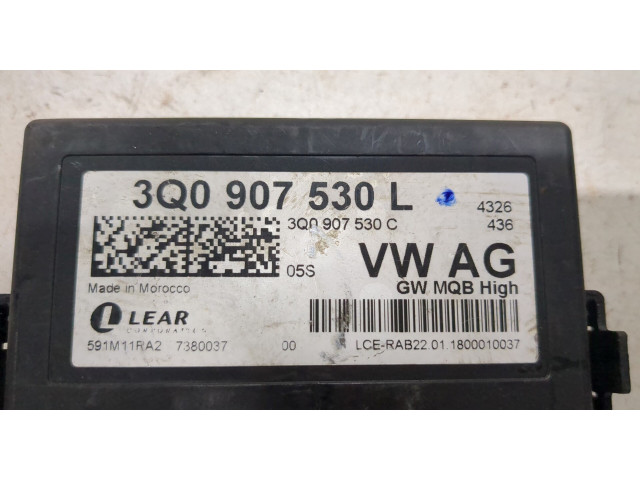 3Q0 907 530 L
4326
3Q0 907 530 C
436
05S
VW AG
Made in Morocco
GW MQB High
LEAR
CORPORATION
591M11RA2 7380037 00 LCE-RAB22.01.1800010037